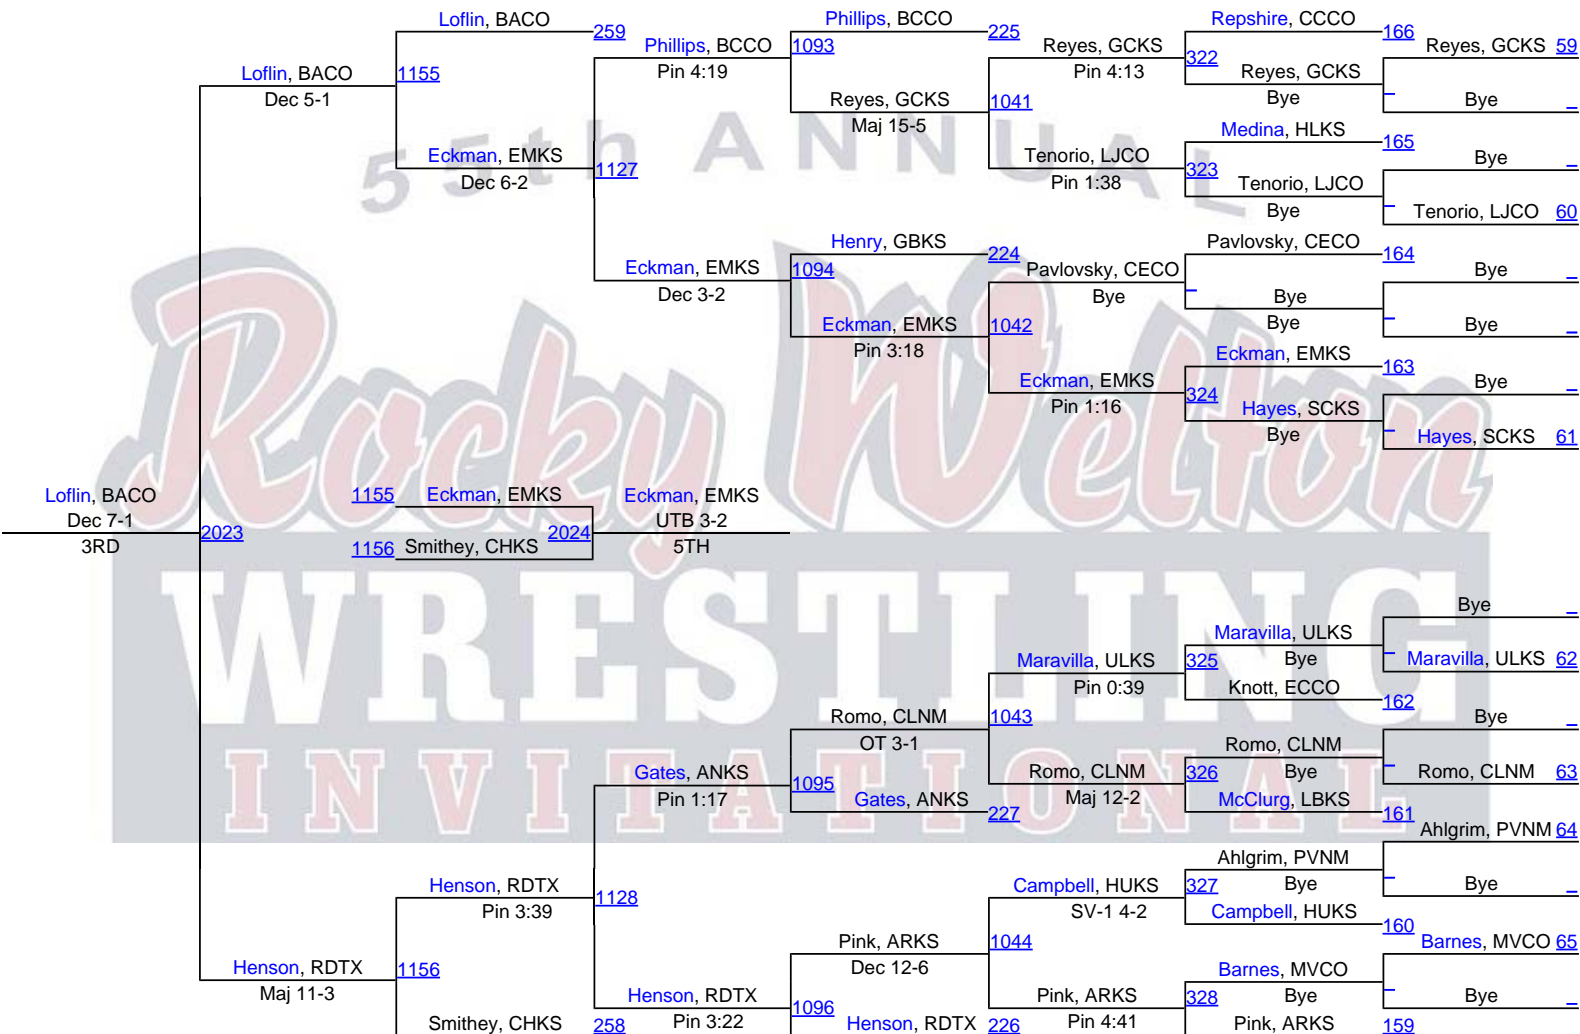 Loflin, BACO
259
Phillips, BCCO
225
Repshire, CCCO
166
Reyes, GCKS 59
Phillips, BCCO
1093
Reyes, GCKS
322
Pin 4:19
Pin 4:13
Reyes, GCKS
Bye
Bye _
_
Loflin, BACO
1155
Dec 5-1
Reyes, GCKS
1041
Maj 15-5
Medina, HLKS
165
Bye _
Tenorio, LJCO
323
Pin 1:38
Tenorio, LJCO
Bye
_
Tenorio, LJCO 60
Eckman, EMKS
1127
Dec 6-2
55th ANNUAL
Henry, GBKS
224
Pavlovsky, CECO
164
Bye _
Eckman, EMKS
1094
Dec 3-2
Pavlovsky, CECO
Bye
_
Bye
Bye
_
Bye _
Eckman, EMKS
1042
Pin 3:18
Eckman, EMKS
163
Bye _
Eckman, EMKS
324
Pin 1:16
Hayes, SCKS
Bye
_
Hayes, SCKS 61
Rocky Welton
Loflin, BACO
Dec 7-1
3RD
2023
1155 Eckman, EMKS
1156 Smithey, CHKS
2024
Eckman, EMKS
UTB 3-2
5TH
WRESTLING
INVITATIONAL
Bye _
Maravilla, ULKS
Bye
_
Maravilla, ULKS 62
Maravilla, ULKS
325
Pin 0:39
Knott, ECCO
162
Romo, CLNM
1043
OT 3-1
Bye _
Romo, CLNM
Bye
_
Romo, CLNM 63
Gates, ANKS
1095
Pin 1:17
Gates, ANKS
227
Romo, CLNM
326
Maj 12-2
McClurg, LBKS
161
Ahlgrim, PVNM 64
Ahlgrim, PVNM
Bye
_
Bye _
Henson, RDTX
1128
Pin 3:39
Campbell, HUKS
327
SV-1 4-2
Campbell, HUKS
160
Barnes, MVCO 65
Pink, ARKS
1044
Dec 12-6
Henson, RDTX
1156
Maj 11-3
Barnes, MVCO
Bye
_
Bye _
Henson, RDTX
1096
Pin 3:22
Pink, ARKS
328
Pin 4:41
Smithey, CHKS 258
Henson, RDTX 226
Pink, ARKS
159